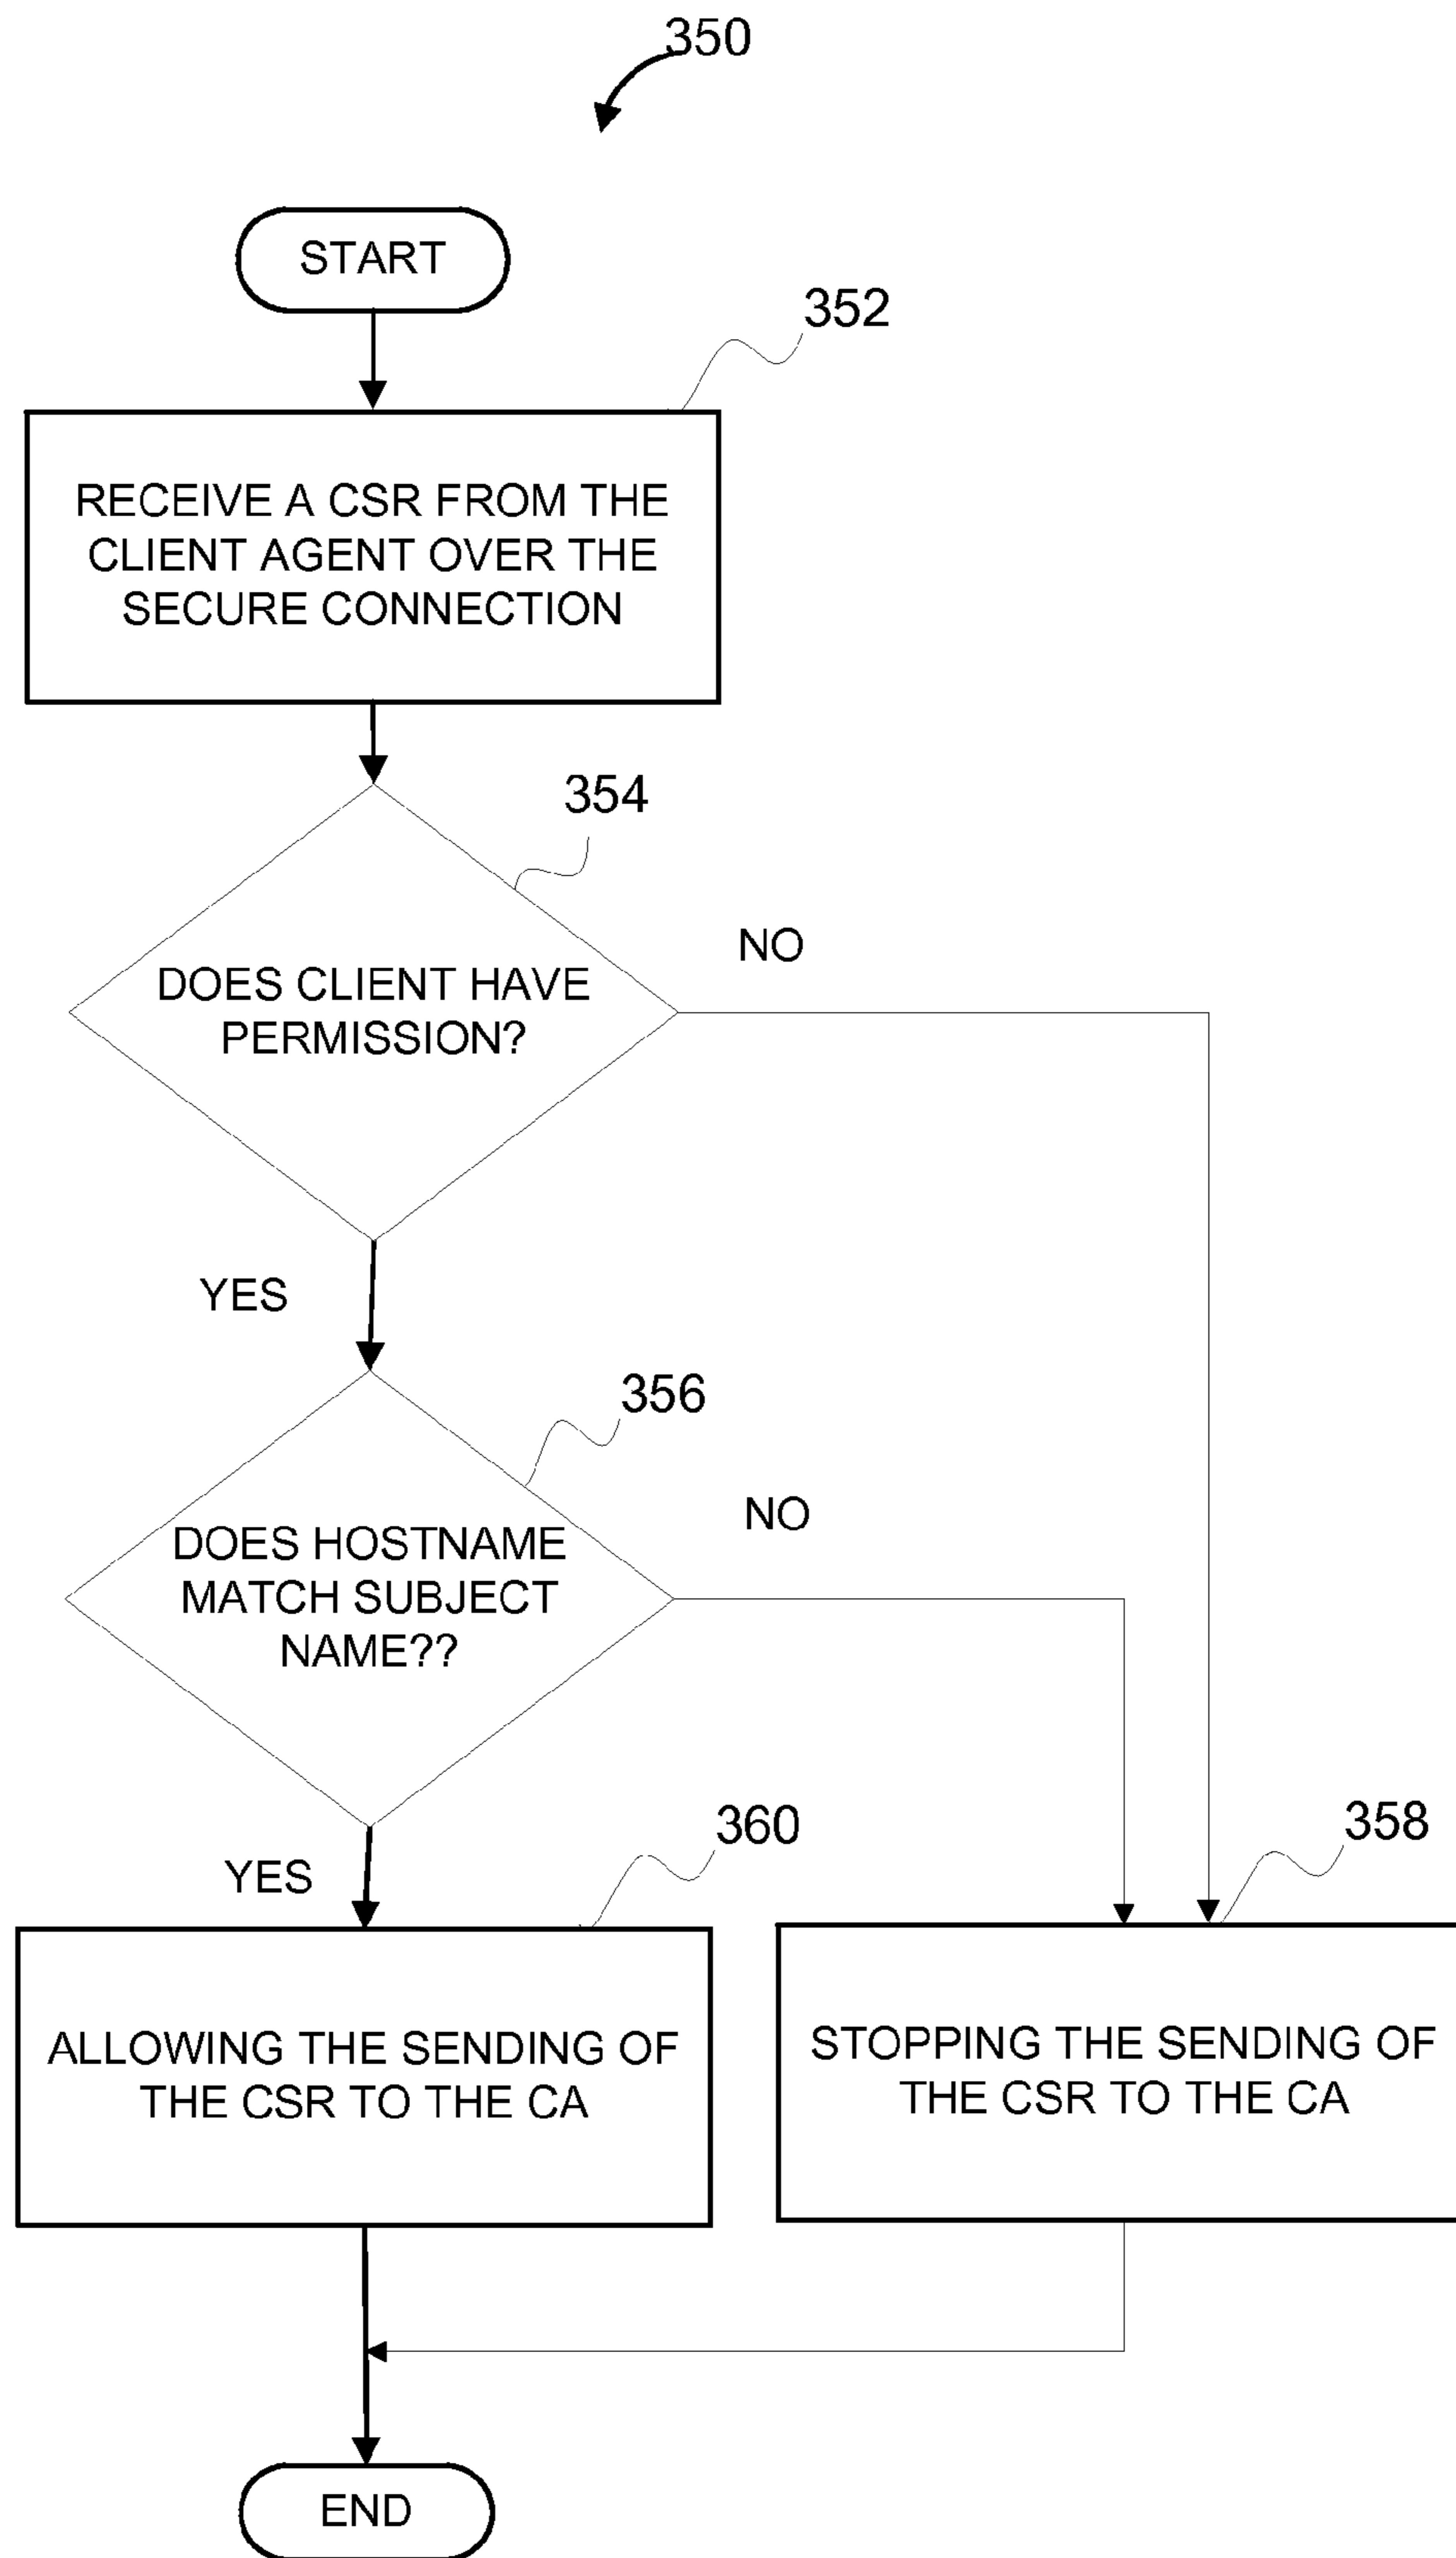 350
START
352
RECEIVE A CSR FROM THE
CLIENT AGENT OVER THE
SECURE CONNECTION
354
NO
DOES CLIENT HAVE
PERMISSION?
YES
356
NO
DOES HOSTNAME
MATCH SUBJECT
NAME??
360
358
YES
ALLOWING THE SENDING OF
THE CSR TO THE CA
STOPPING THE SENDING OF
THE CSR TO THE CA
END